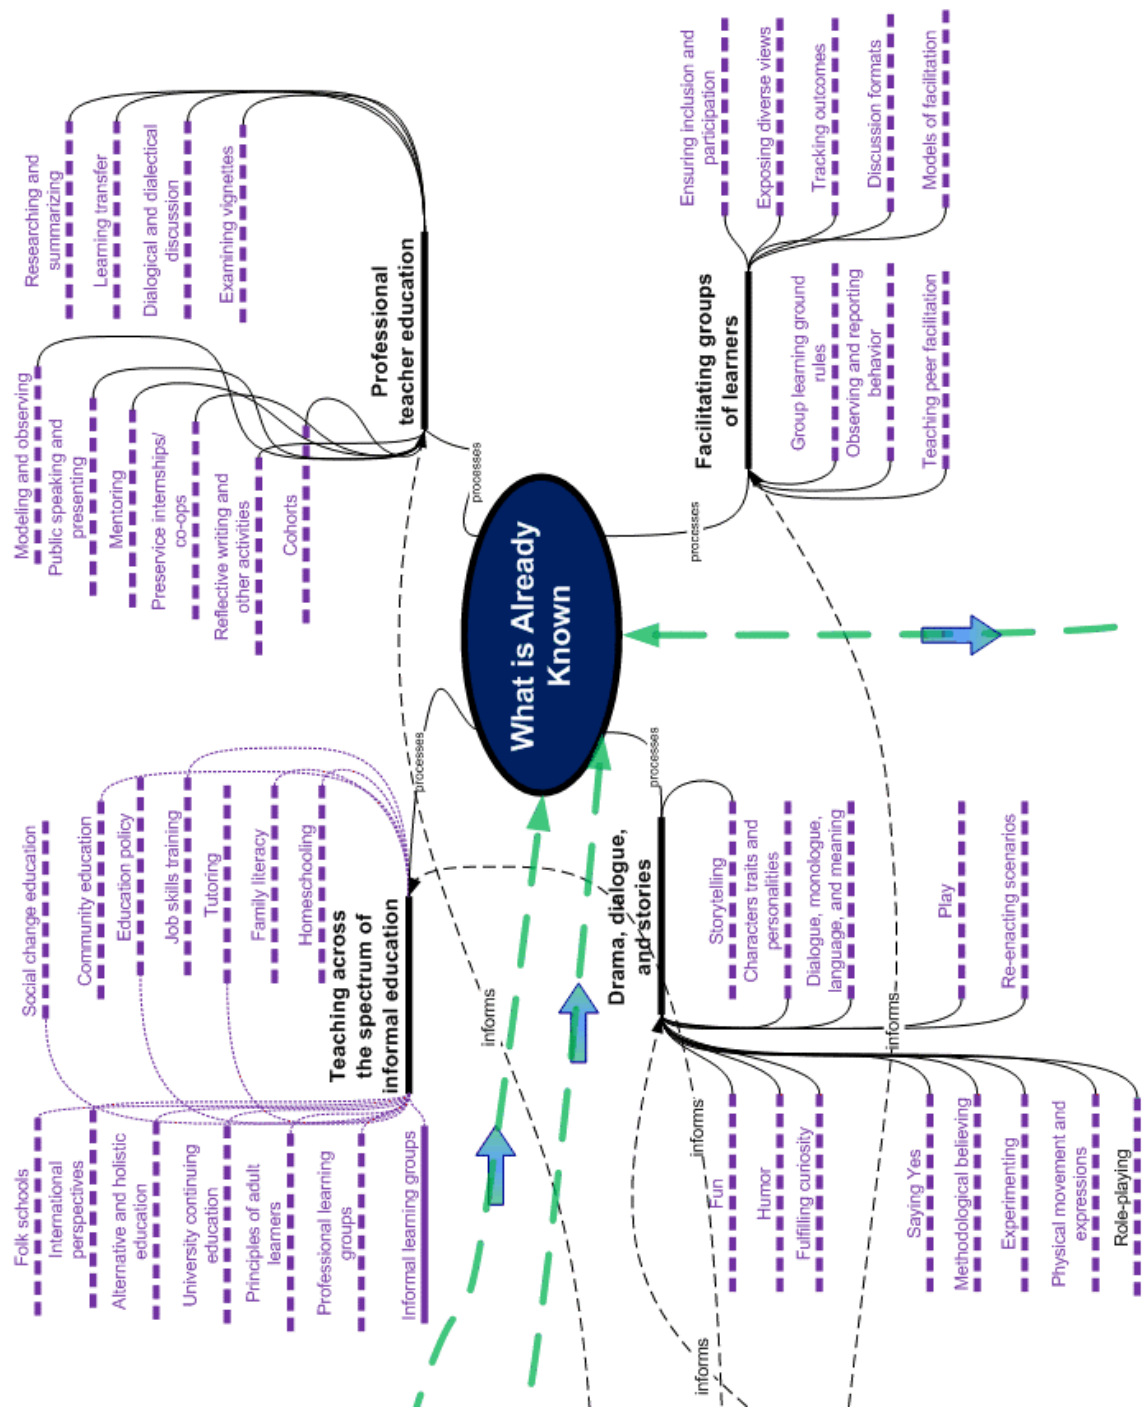 Folk schools
International
perspectives
Alternative and holistic
education
University continuing
education
Principles of adult
learners
Professional learning
groups
Informal learning groups
Social change education
Community education
Education policy
Job skills training
Tutoring
Family literacy
Homeschooling
Teaching across
the spectrum of
informal education
processes
Modeling and observing
Public speaking and
presenting
Mentoring
Preservice internships/
co-ops
Reflective writing and
other activities
Cohorts
Researching and
summarizing
Learning transfer
Dialogical and dialectical
discussion
Examining vignettes
Professional
teacher education
processes
What is Already
Known
informs
Drama, dialogue,
and stories
processes
Storytelling
Characters traits and
personalities
Dialogue, monologue,
language, and meaning
Play
Re-enacting scenarios
informs
informs
informs
Fun
Humor
Fulfilling curiosity
Saying Yes
Methodological believing
Experimenting
Physical movement and
expressions
Role-playing
Facilitating groups
of learners
processes
Group learning ground
rules
Observing and reporting
behavior
Teaching peer facilitation
Ensuring inclusion and
participation
Exposing diverse views
Tracking outcomes
Discussion formats
Models of facilitation